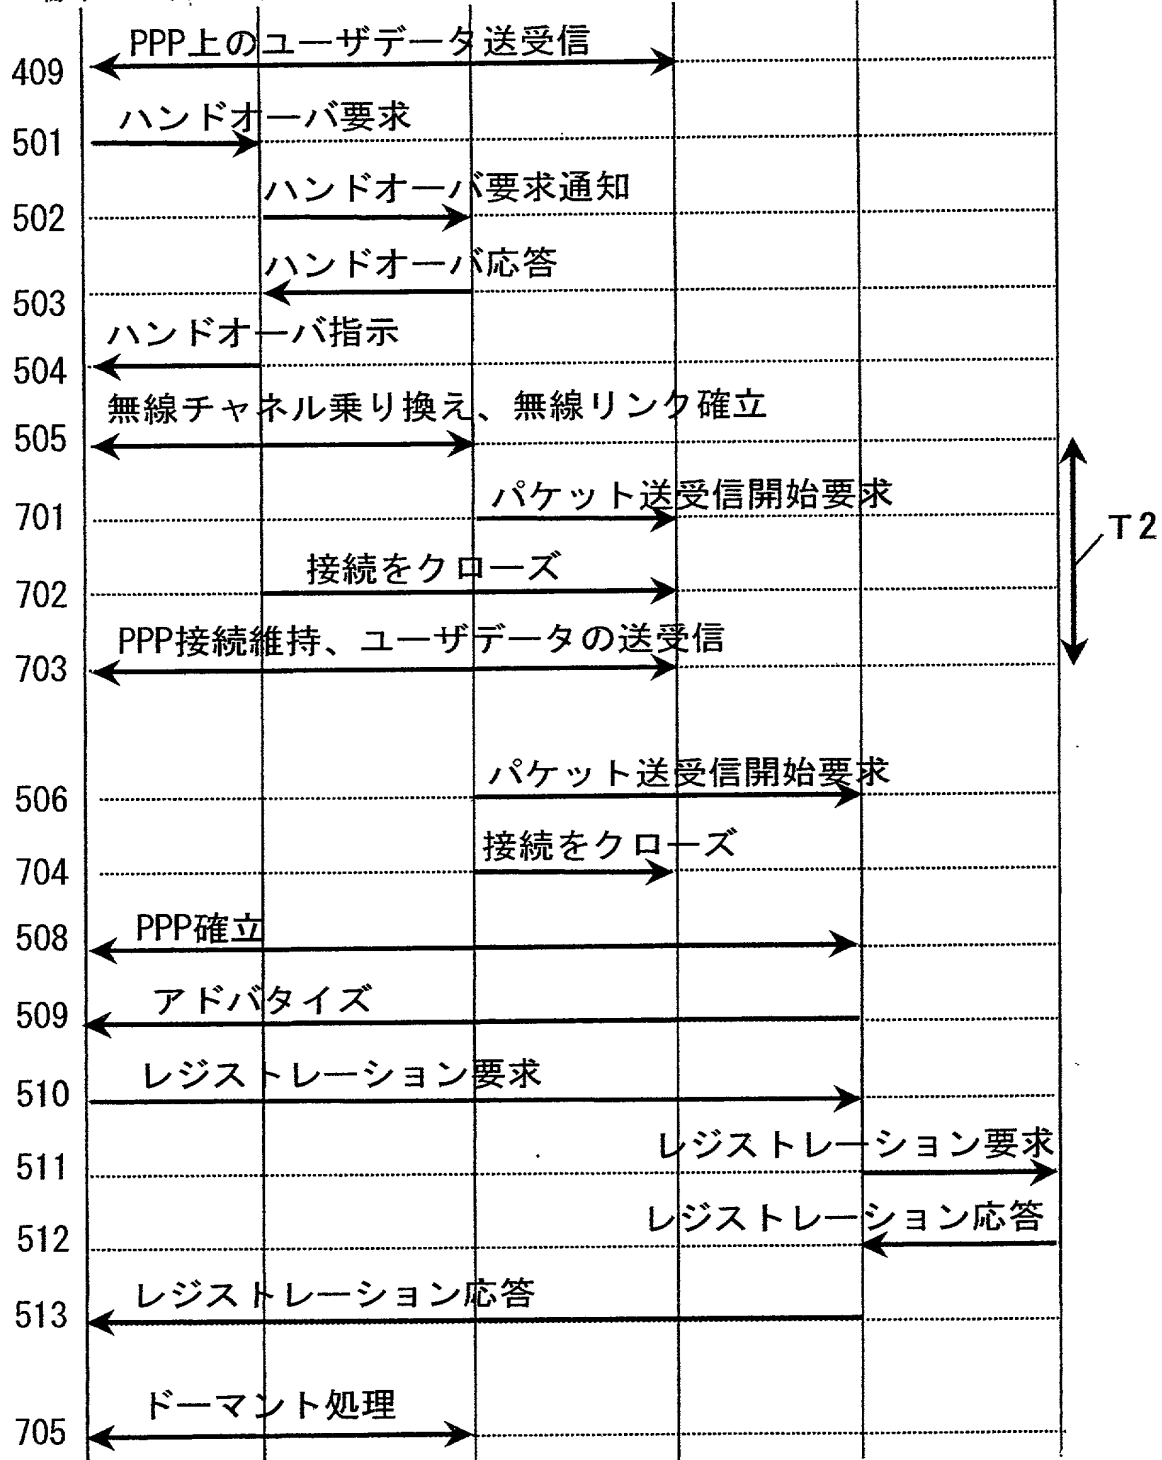 PPP上のユーザデータ送受信
409
ハンドオーバ要求
501
ハンドオーバ要求通知
502
ハンドオーバ応答
503
ハンドオーバ指示
504
無線チャネル乗り換え、無線リンク確立
505
パケット送受信開始要求
701
T2
接続をクローズ
702
PPP接続維持、ユーザデータの送受信
703
パケット送受信開始要求
506
接続をクローズ
704
PPP確立
508
アドバタイズ
509
レジストレーション要求
510
レジストレーション要求
511
レジストレーション応答
512
レジストレーション応答
513
ドーマント処理
705